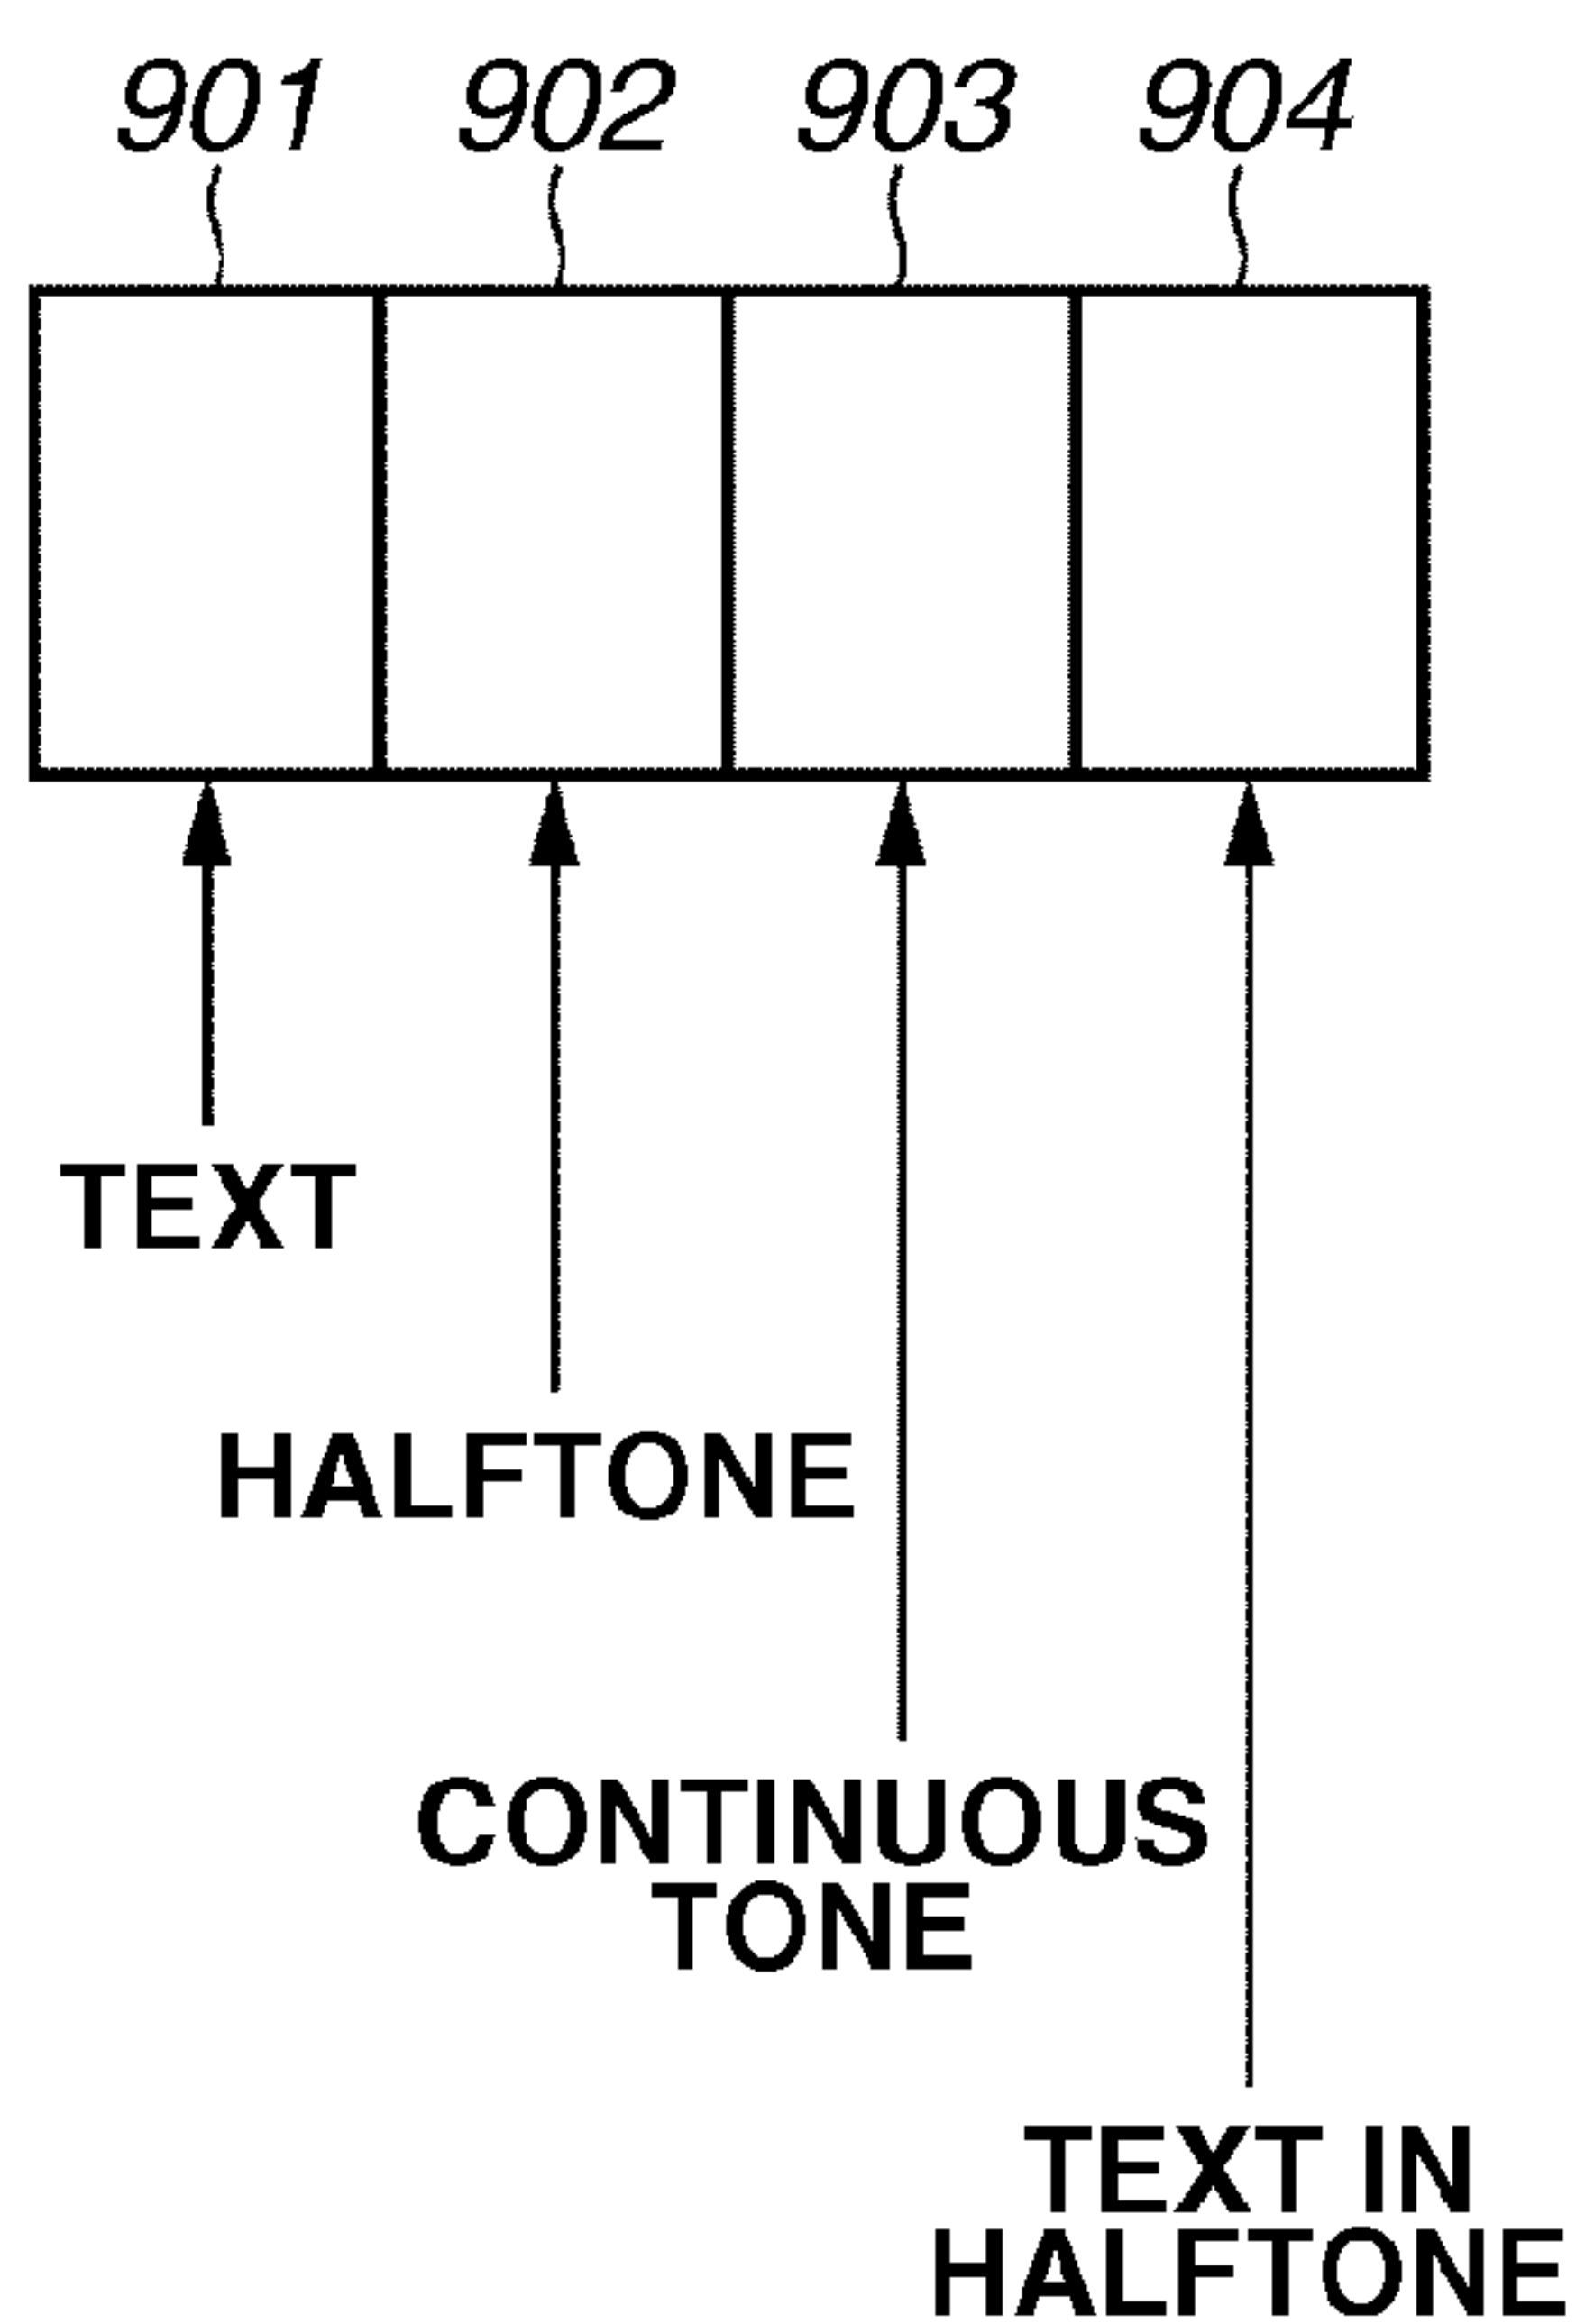 901 902 903 904
TEXT
HALFTONE
CONTINUOUS
TONE
TEXT IN
HALFTONE